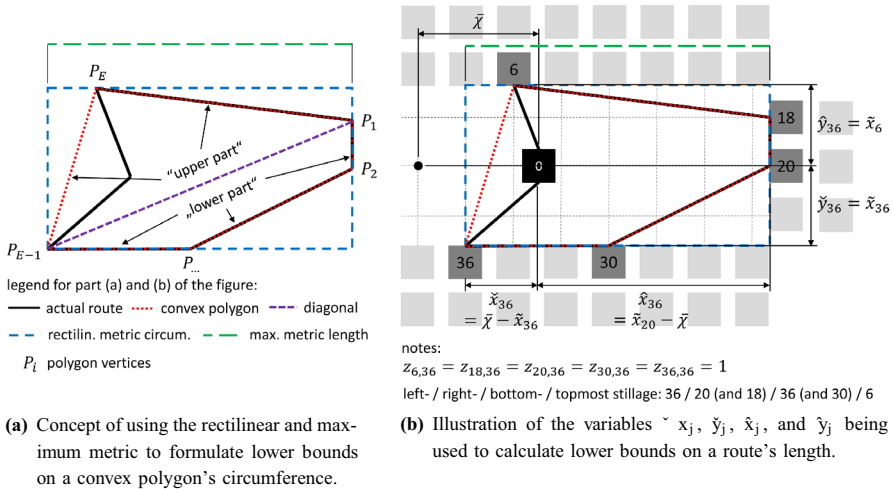 P_E
P_1
"upper part"
P_2
„lower part"
P_{E-1}
P_{...}
legend for part (a) and (b) of the figure:
actual route convex polygon diagonal
rectilin. metric circum. max. metric length
P_i polygon vertices
(a) Concept of using the rectilinear and max-
imum metric to formulate lower bounds
on a convex polygon's circumference.
χ̄
6
18
ŷ_36 = x̃_6
0
20
y̌_36 = x̃_36
36
30
x̌_36
= χ̄ − x̃_36
x̂_36
= x̃_20 − χ̄
notes:
z_{6,36} = z_{18,36} = z_{20,36} = z_{30,36} = z_{36,36} = 1
left- / right- / bottom- / topmost stillage: 36 / 20 (and 18) / 36 (and 30) / 6
(b) Illustration of the variables ˇ x_j, y̌_j, x̂_j, and ŷ_j being
used to calculate lower bounds on a route's length.